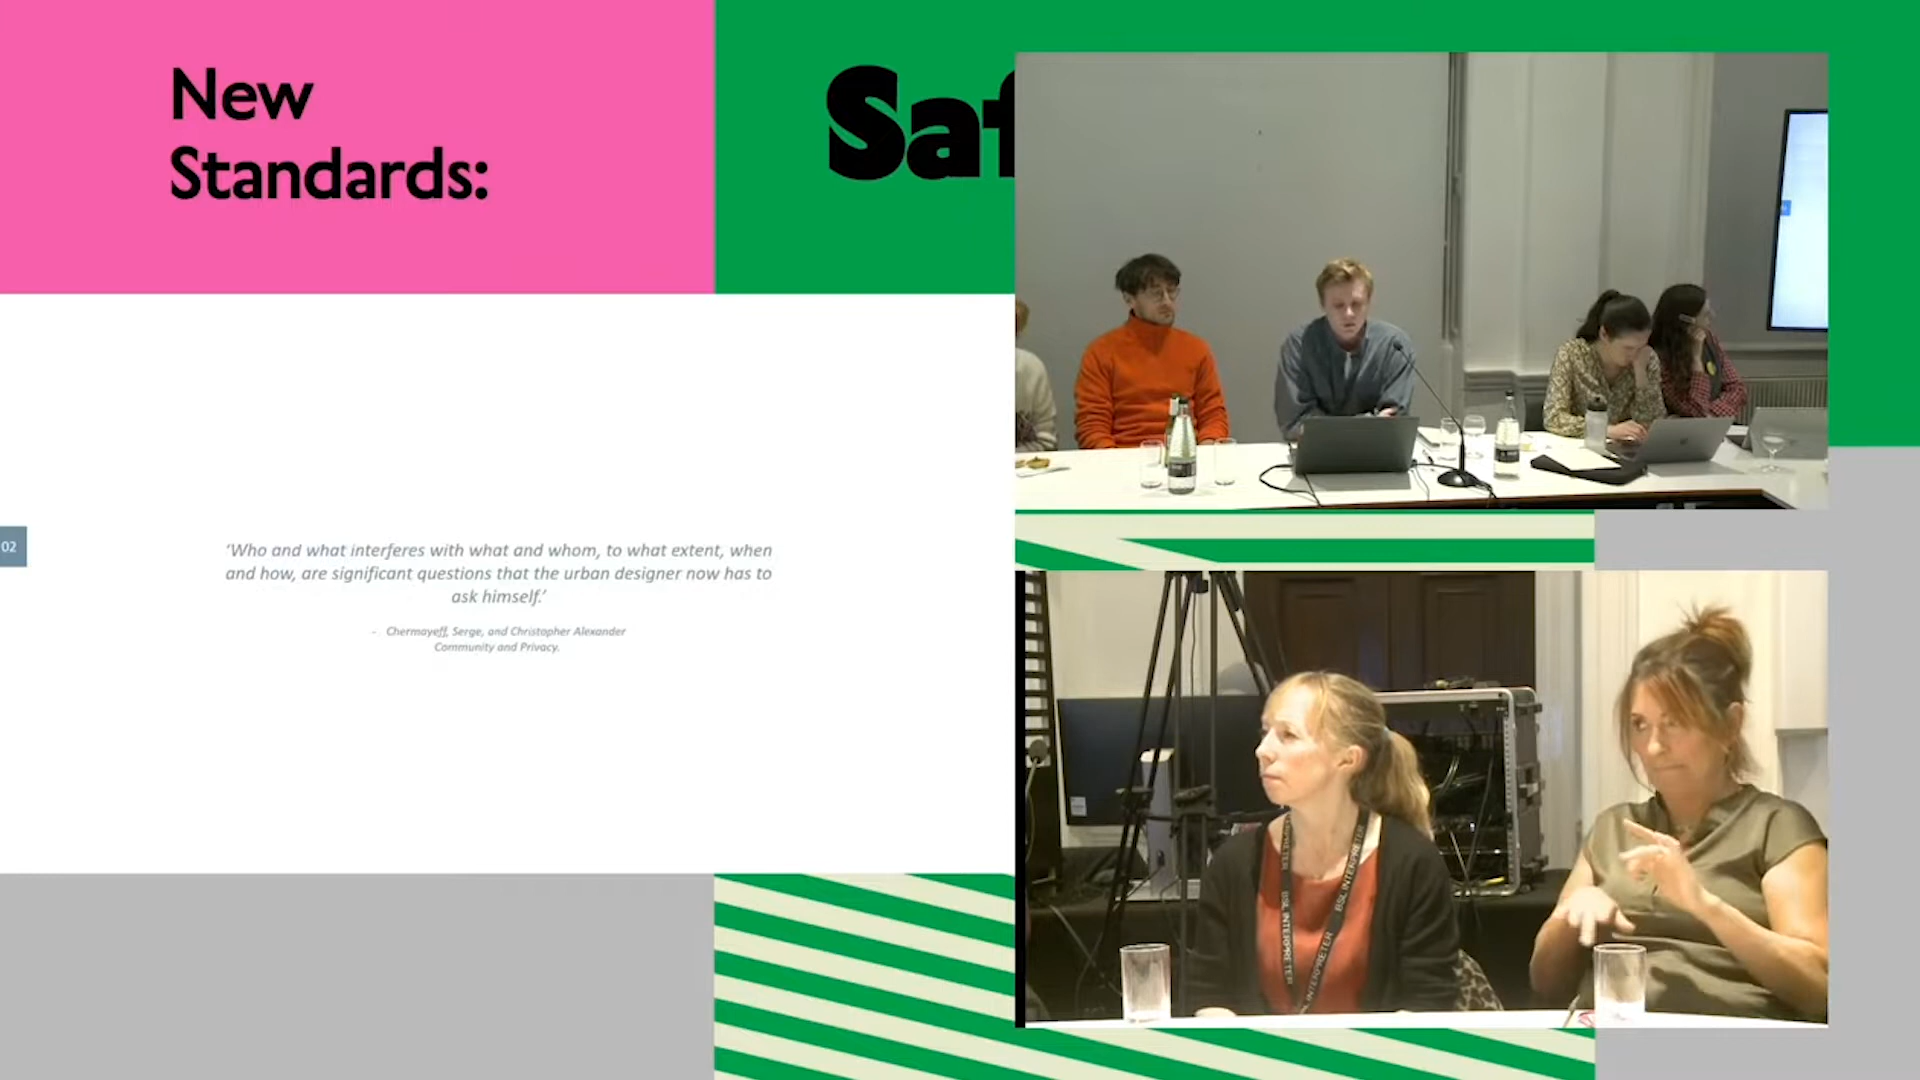 New
Standards:
Saf
02
‘Who and what interferes with what and whom, to what extent, when
and how, are significant questions that the urban designer now has to
ask himself.’
- Chermayeff, Serge, and Christopher Alexander
Community and Privacy.
BSL INTERPRETER
BSL INTERPRETER